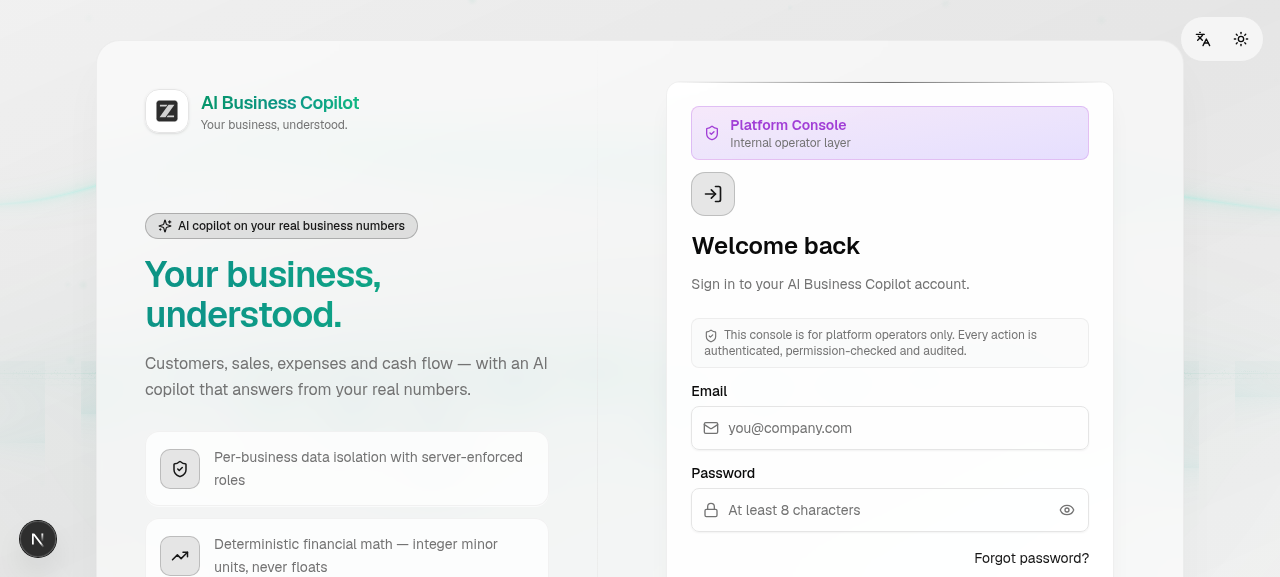 AI Business Copilot
Your business, understood.
AI copilot on your real business numbers
Your business,
understood.
Customers, sales, expenses and cash flow — with an AI
copilot that answers from your real numbers.
Per-business data isolation with server-enforced
roles
Deterministic financial math — integer minor
units, never floats
Platform Console
Internal operator layer
Welcome back
Sign in to your AI Business Copilot account.
This console is for platform operators only. Every action is
authenticated, permission-checked and audited.
Email
you@company.com
Password
At least 8 characters
Forgot password?